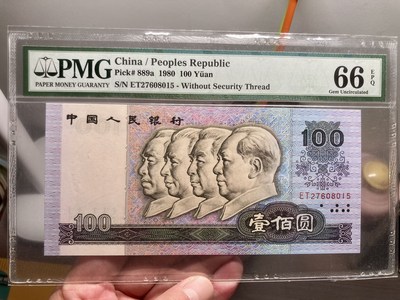 PMG
PAPER MONEY GUARANTY
China / Peoples Republic
Pick# 889a 1980 100 Yüan
S/N ET27608015 - Without Security Thread
66 EPQ
Gem Uncirculated
中国人民银行
100
ET27608015
100
壹佰圆